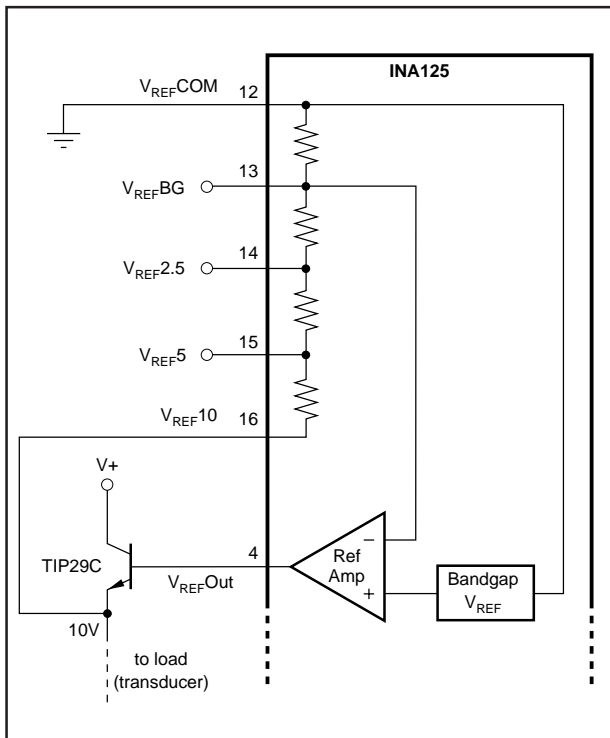 INA125
V_REF COM 12
V_REF BG 13
V_REF 2.5 14
V_REF 5 15
V_REF 10 16
V+
TIP29C
V_REF Out 4
Ref Amp
−
+
Bandgap V_REF
10V
to load
(transducer)